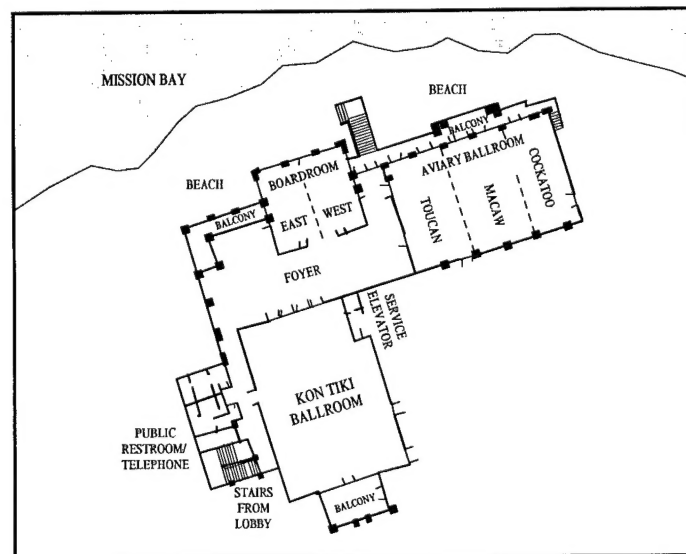 MISSION BAY
BEACH
BALCONY
AVIARY BALLROOM
COCKATOO
MACAW
TOUCAN
BOARDROOM
EAST
WEST
BEACH
BALCONY
FOYER
SERVICE
ELEVATOR
KON TIKI
BALLROOM
PUBLIC
RESTROOM/
TELEPHONE
STAIRS
FROM
LOBBY
BALCONY